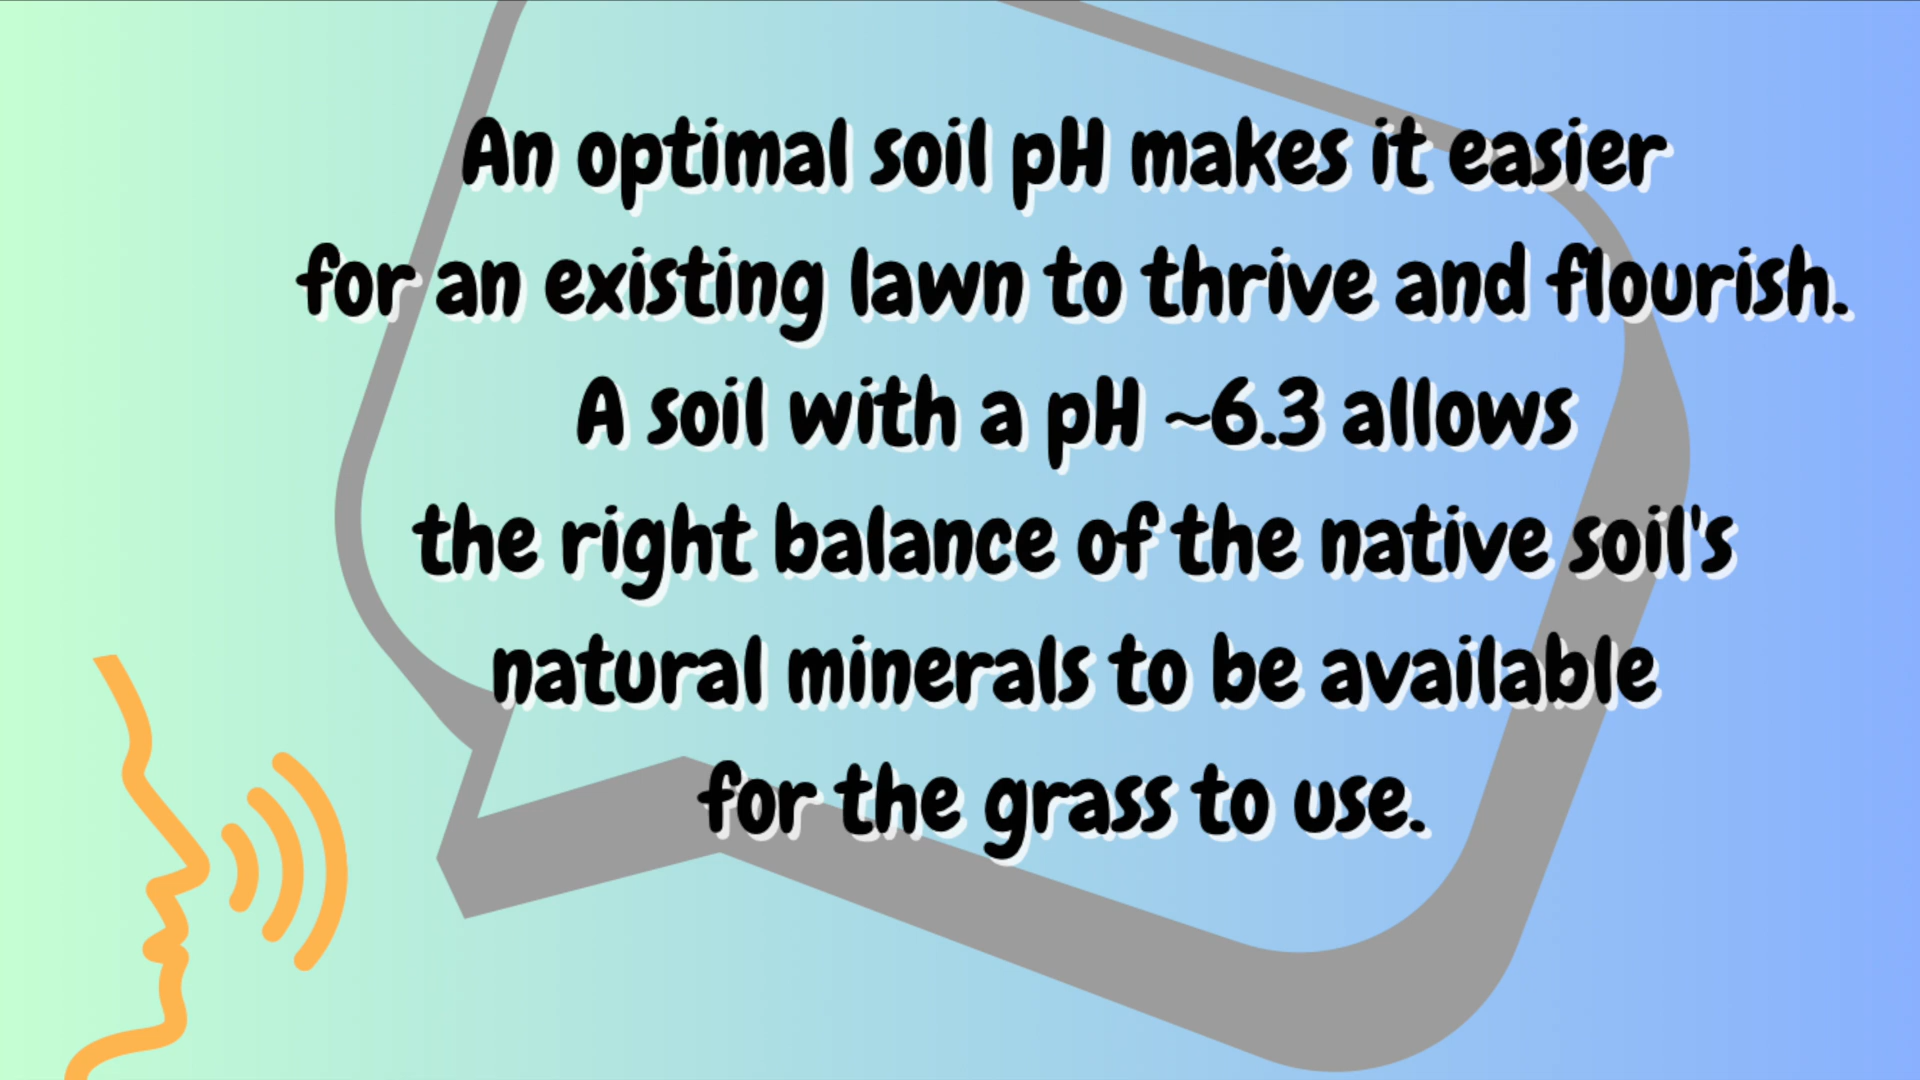 An optimal soil pH makes it easier
for an existing lawn to thrive and flourish.
A soil with a pH ~6.3 allows
the right balance of the native soil's
natural minerals to be available
for the grass to use.